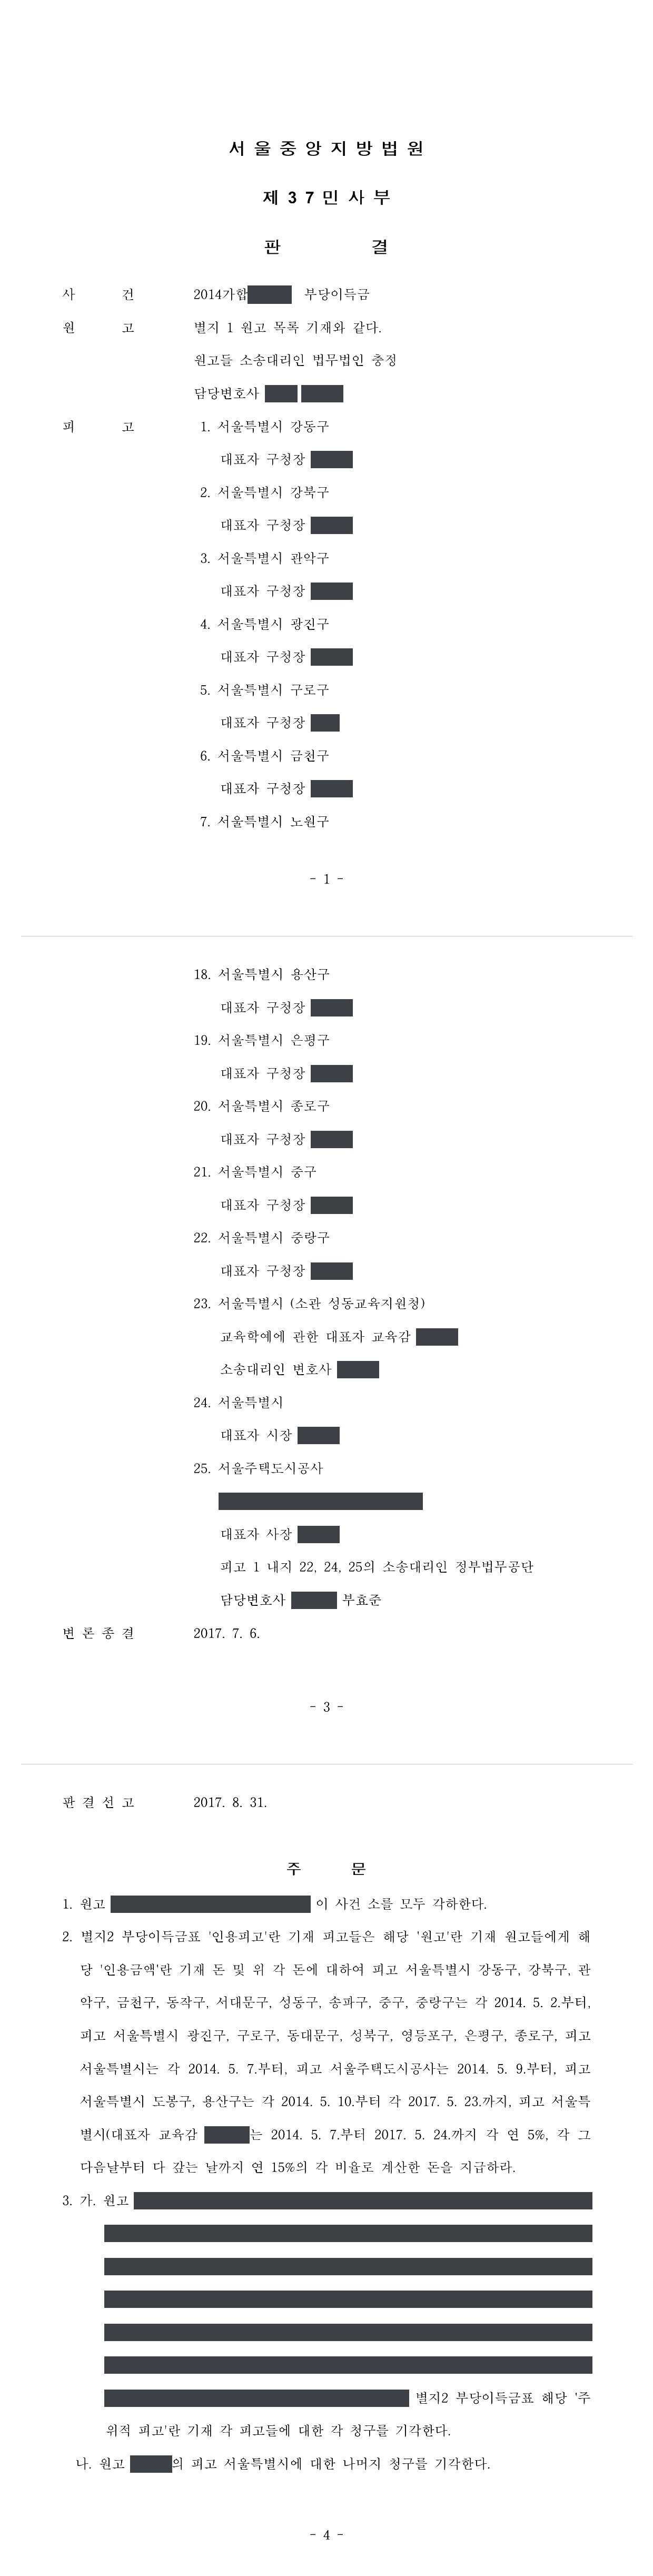 서 울 중 앙 지 방 법 원
제 3 7 민 사 부
판 결
사 건 2014가합 부당이득금
원 고 별지 1 원고 목록 기재와 같다.
원고들 소송대리인 법무법인 충정
담당변호사
피 고 1. 서울특별시 강동구
대표자 구청장
2. 서울특별시 강북구
대표자 구청장
3. 서울특별시 관악구
대표자 구청장
4. 서울특별시 광진구
대표자 구청장
5. 서울특별시 구로구
대표자 구청장
6. 서울특별시 금천구
대표자 구청장
7. 서울특별시 노원구
- 1 -
18. 서울특별시 용산구
대표자 구청장
19. 서울특별시 은평구
대표자 구청장
20. 서울특별시 종로구
대표자 구청장
21. 서울특별시 중구
대표자 구청장
22. 서울특별시 중랑구
대표자 구청장
23. 서울특별시 (소관 성동교육지원청)
교육학예에 관한 대표자 교육감
소송대리인 변호사
24. 서울특별시
대표자 시장
25. 서울주택도시공사
대표자 사장
피고 1 내지 22, 24, 25의 소송대리인 정부법무공단
담당변호사 부효준
변 론 종 결 2017. 7. 6.
- 3 -
판 결 선 고 2017. 8. 31.
주 문
1. 원고 이 사건 소를 모두 각하한다.
2. 별지2 부당이득금표 '인용피고'란 기재 피고들은 해당 '원고'란 기재 원고들에게 해
당 '인용금액'란 기재 돈 및 위 각 돈에 대하여 피고 서울특별시 강동구, 강북구, 관
악구, 금천구, 동작구, 서대문구, 성동구, 송파구, 중구, 중랑구는 각 2014. 5. 2.부터,
피고 서울특별시 광진구, 구로구, 동대문구, 성북구, 영등포구, 은평구, 종로구, 피고
서울특별시는 각 2014. 5. 7.부터, 피고 서울주택도시공사는 2014. 5. 9.부터, 피고
서울특별시 도봉구, 용산구는 각 2014. 5. 10.부터 각 2017. 5. 23.까지, 피고 서울특
별시(대표자 교육감 는 2014. 5. 7.부터 2017. 5. 24.까지 각 연 5%, 각 그
다음날부터 다 갚는 날까지 연 15%의 각 비율로 계산한 돈을 지급하라.
3. 가. 원고
별지2 부당이득금표 해당 '주
위적 피고'란 기재 각 피고들에 대한 각 청구를 기각한다.
나. 원고 의 피고 서울특별시에 대한 나머지 청구를 기각한다.
- 4 -